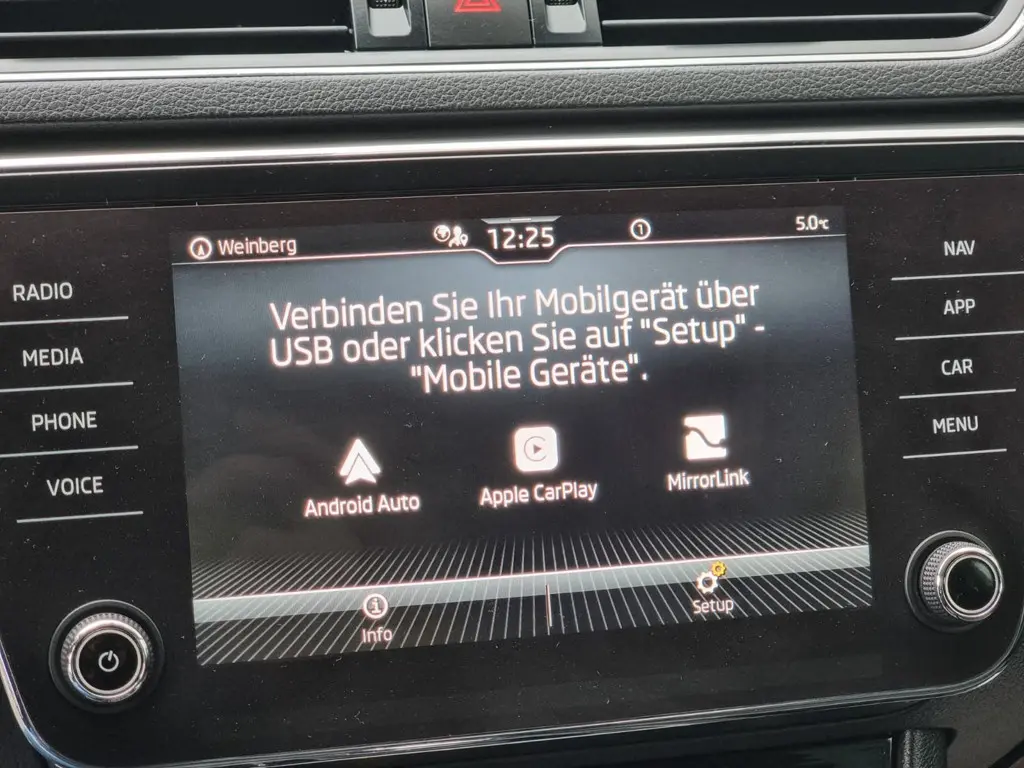 Weinberg
12:25
1
5.0°C
RADIO
MEDIA
PHONE
VOICE
Verbinden Sie Ihr Mobilgerät über
USB oder klicken Sie auf "Setup" -
"Mobile Geräte".
Android Auto
Apple CarPlay
MirrorLink
Info
Setup
NAV
APP
CAR
MENU